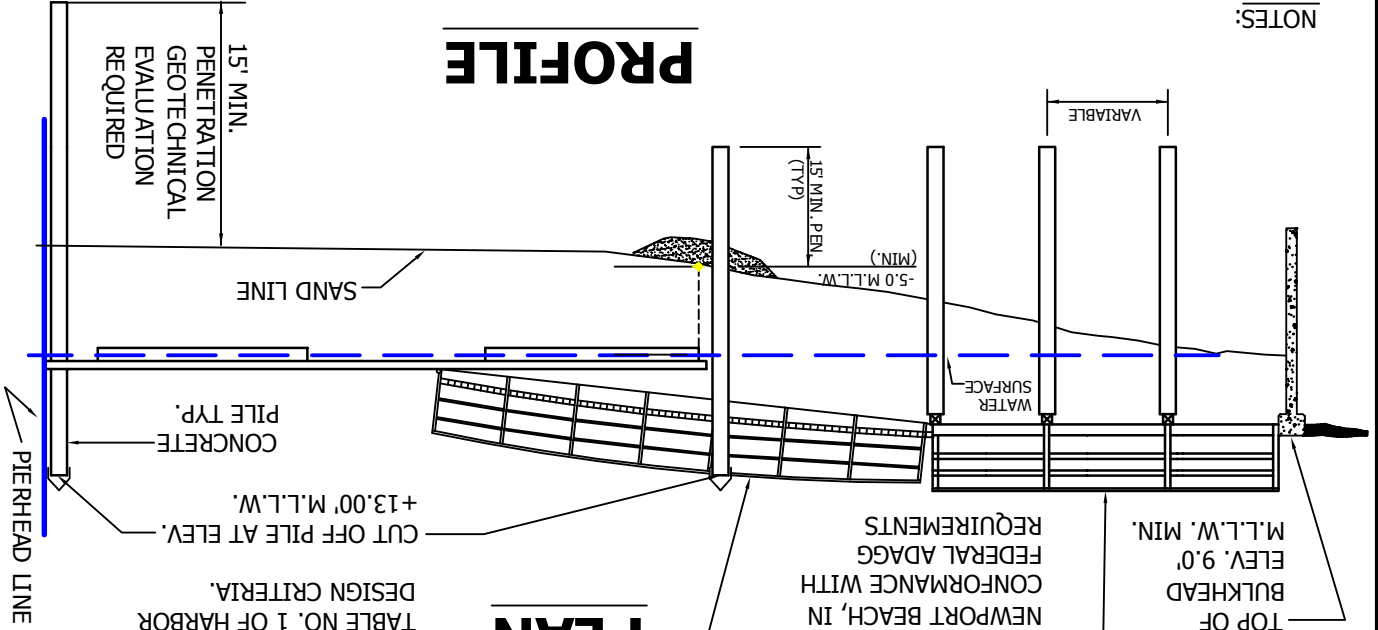 PLAN
TABLE NO. 1 OF HARBOR
DESIGN CRITERIA.
TOP OF
BULKHEAD
ELEV. 9.0'
M.L.L.W. MIN.
NEWPORT BEACH, IN
CONFORMANCE WITH
FEDERAL ADAGG
REQUIREMENTS
CUT OFF PILE AT ELEV.
+13.00' M.L.L.W.
PIERHEAD LINE
CONCRETE
PILE TYP.
WATER
SURFACE
SAND LINE
-5.0 M.L.L.W.
(MIN.)
15' MIN. PEN.
(TYP)
VARIABLE
15' MIN.
PENETRATION
GEOTECHNICAL
EVALUATION
REQUIRED
PROFILE
NOTES: